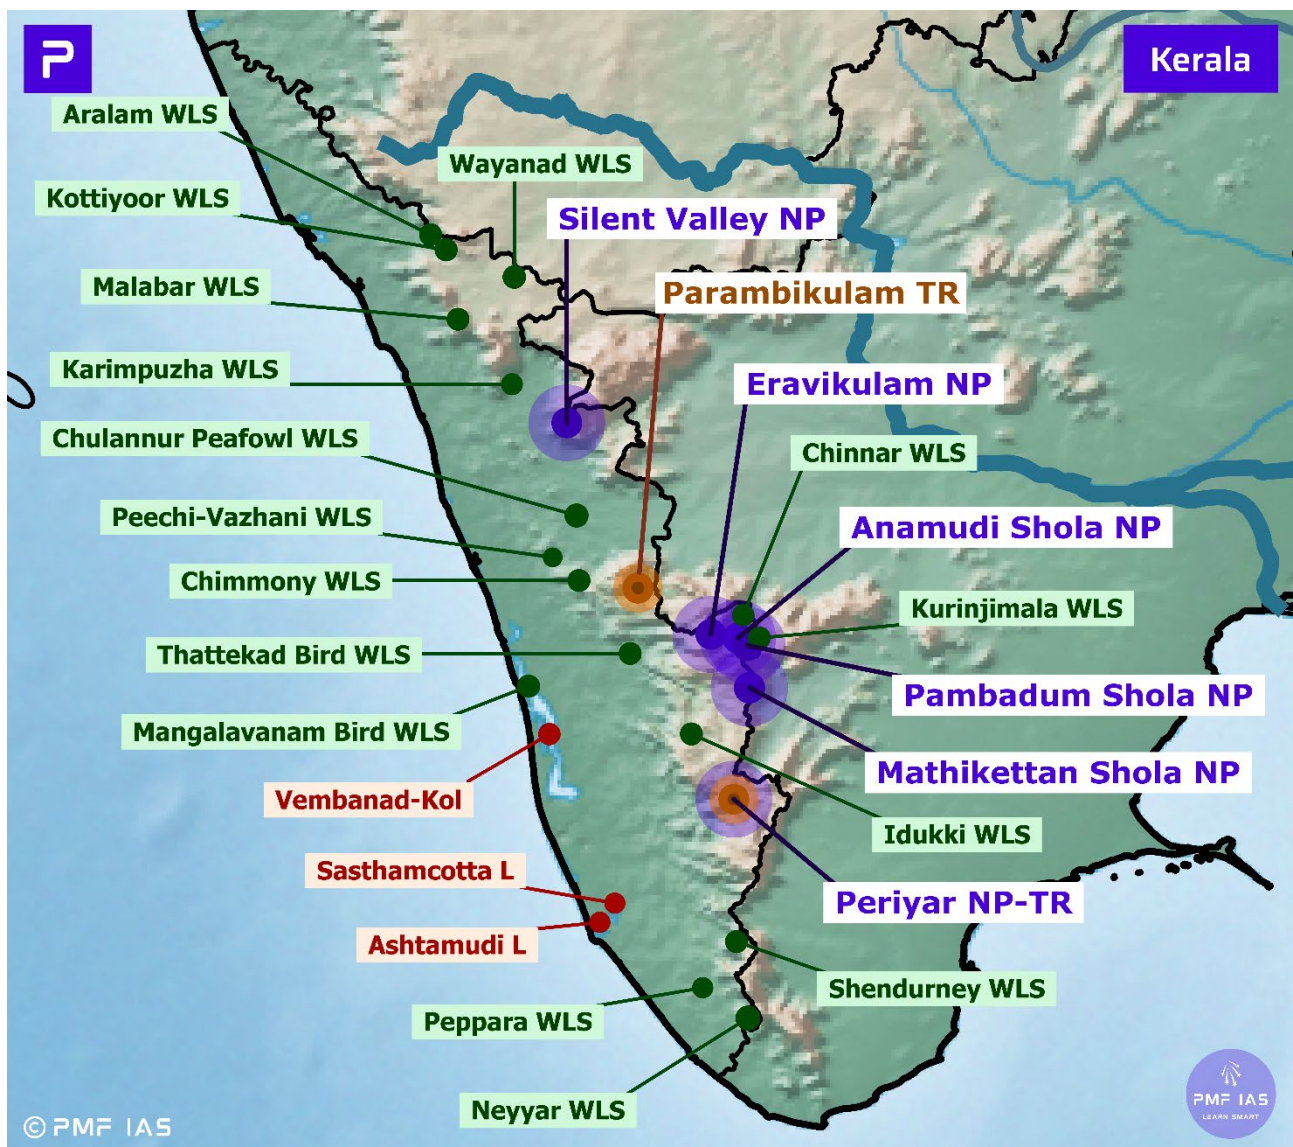 P
Kerala
Aralam WLS
Wayanad WLS
Kottiyoor WLS
Silent Valley NP
Malabar WLS
Parambikulam TR
Karimpuzha WLS
Eravikulam NP
Chulannur Peafowl WLS
Chinnar WLS
Peechi-Vazhani WLS
Anamudi Shola NP
Chimmony WLS
Kurinjimala WLS
Thattekad Bird WLS
Pambadum Shola NP
Mangalavanam Bird WLS
Mathikettan Shola NP
Vembanad-Kol
Idukki WLS
Sasthamcotta L
Periyar NP-TR
Ashtamudi L
Shendurney WLS
Peppara WLS
Neyyar WLS
PMF IAS
LEARN SMART
© PMF IAS